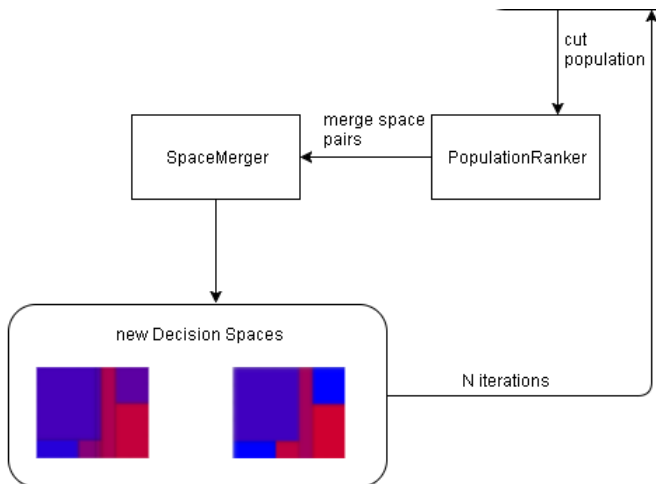 cut
population
merge space
pairs
SpaceMerger
PopulationRanker
new Decision Spaces
N iterations